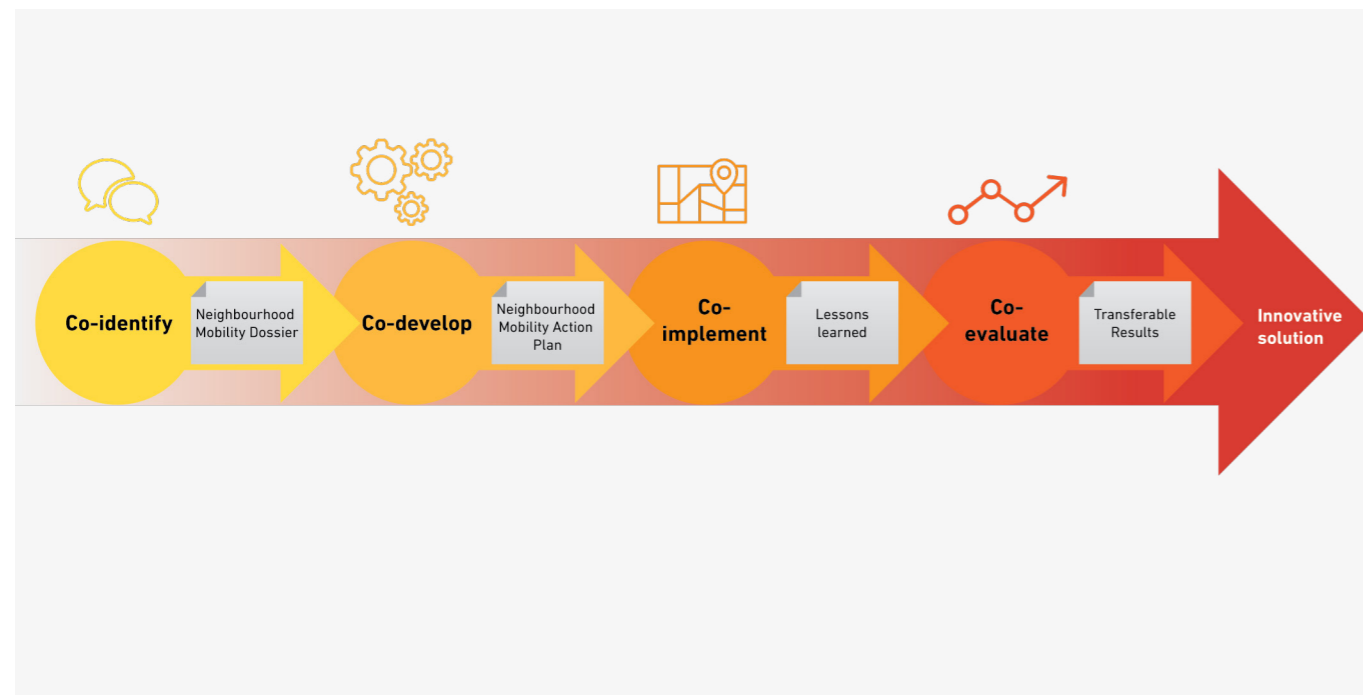 Co-identify
Neighbourhood
Mobility Dossier
Co-develop
Neighbourhood
Mobility Action
Plan
Co-
implement
Lessons
learned
Co-
evaluate
Transferable
Results
Innovative
solution